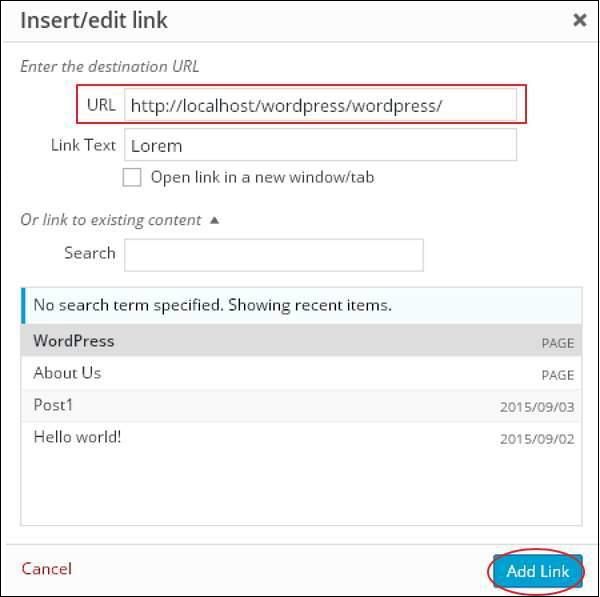 Insert/edit link
Enter the destination URL
URL http://localhost/wordpress/wordpress/
Link Text Lorem
Open link in a new window/tab
Or link to existing content
Search
No search term specified. Showing recent items.
WordPress PAGE
About Us PAGE
Post1 2015/09/03
Hello world! 2015/09/02
Cancel Add Link